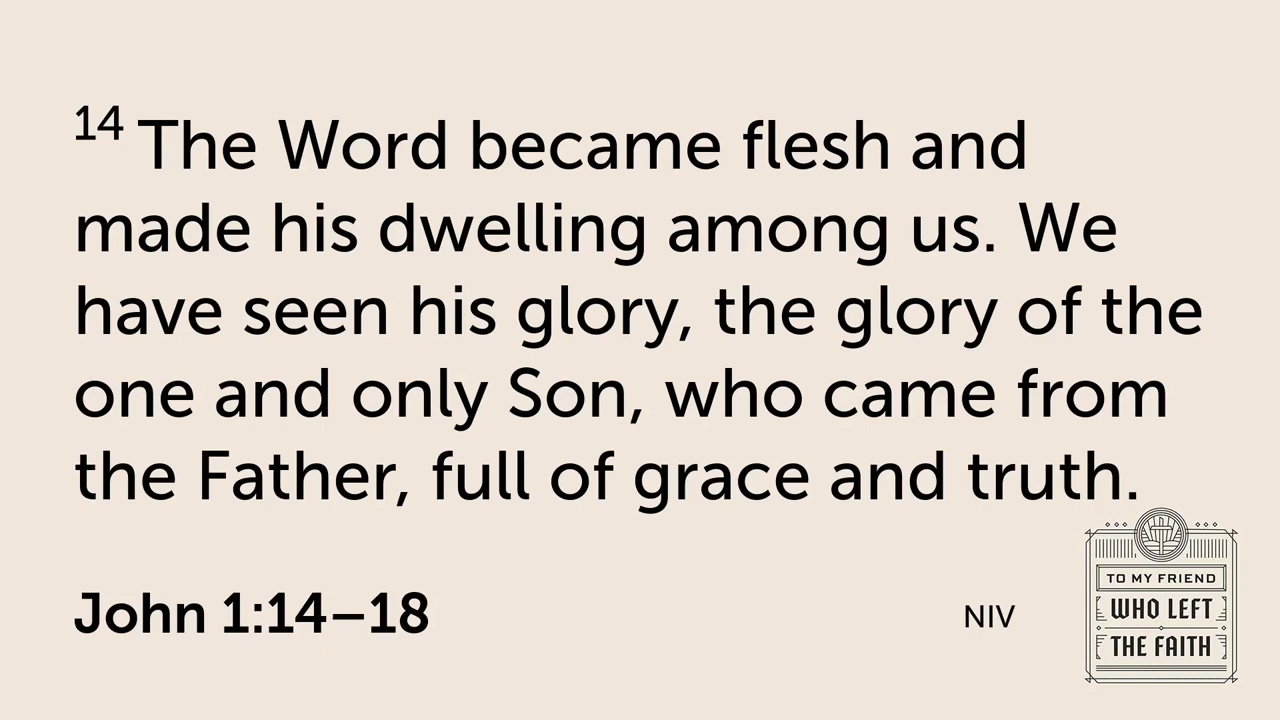 14 The Word became flesh and
made his dwelling among us. We
have seen his glory, the glory of the
one and only Son, who came from
the Father, full of grace and truth.
John 1:14–18
NIV
TO MY FRIEND
WHO LEFT
THE FAITH